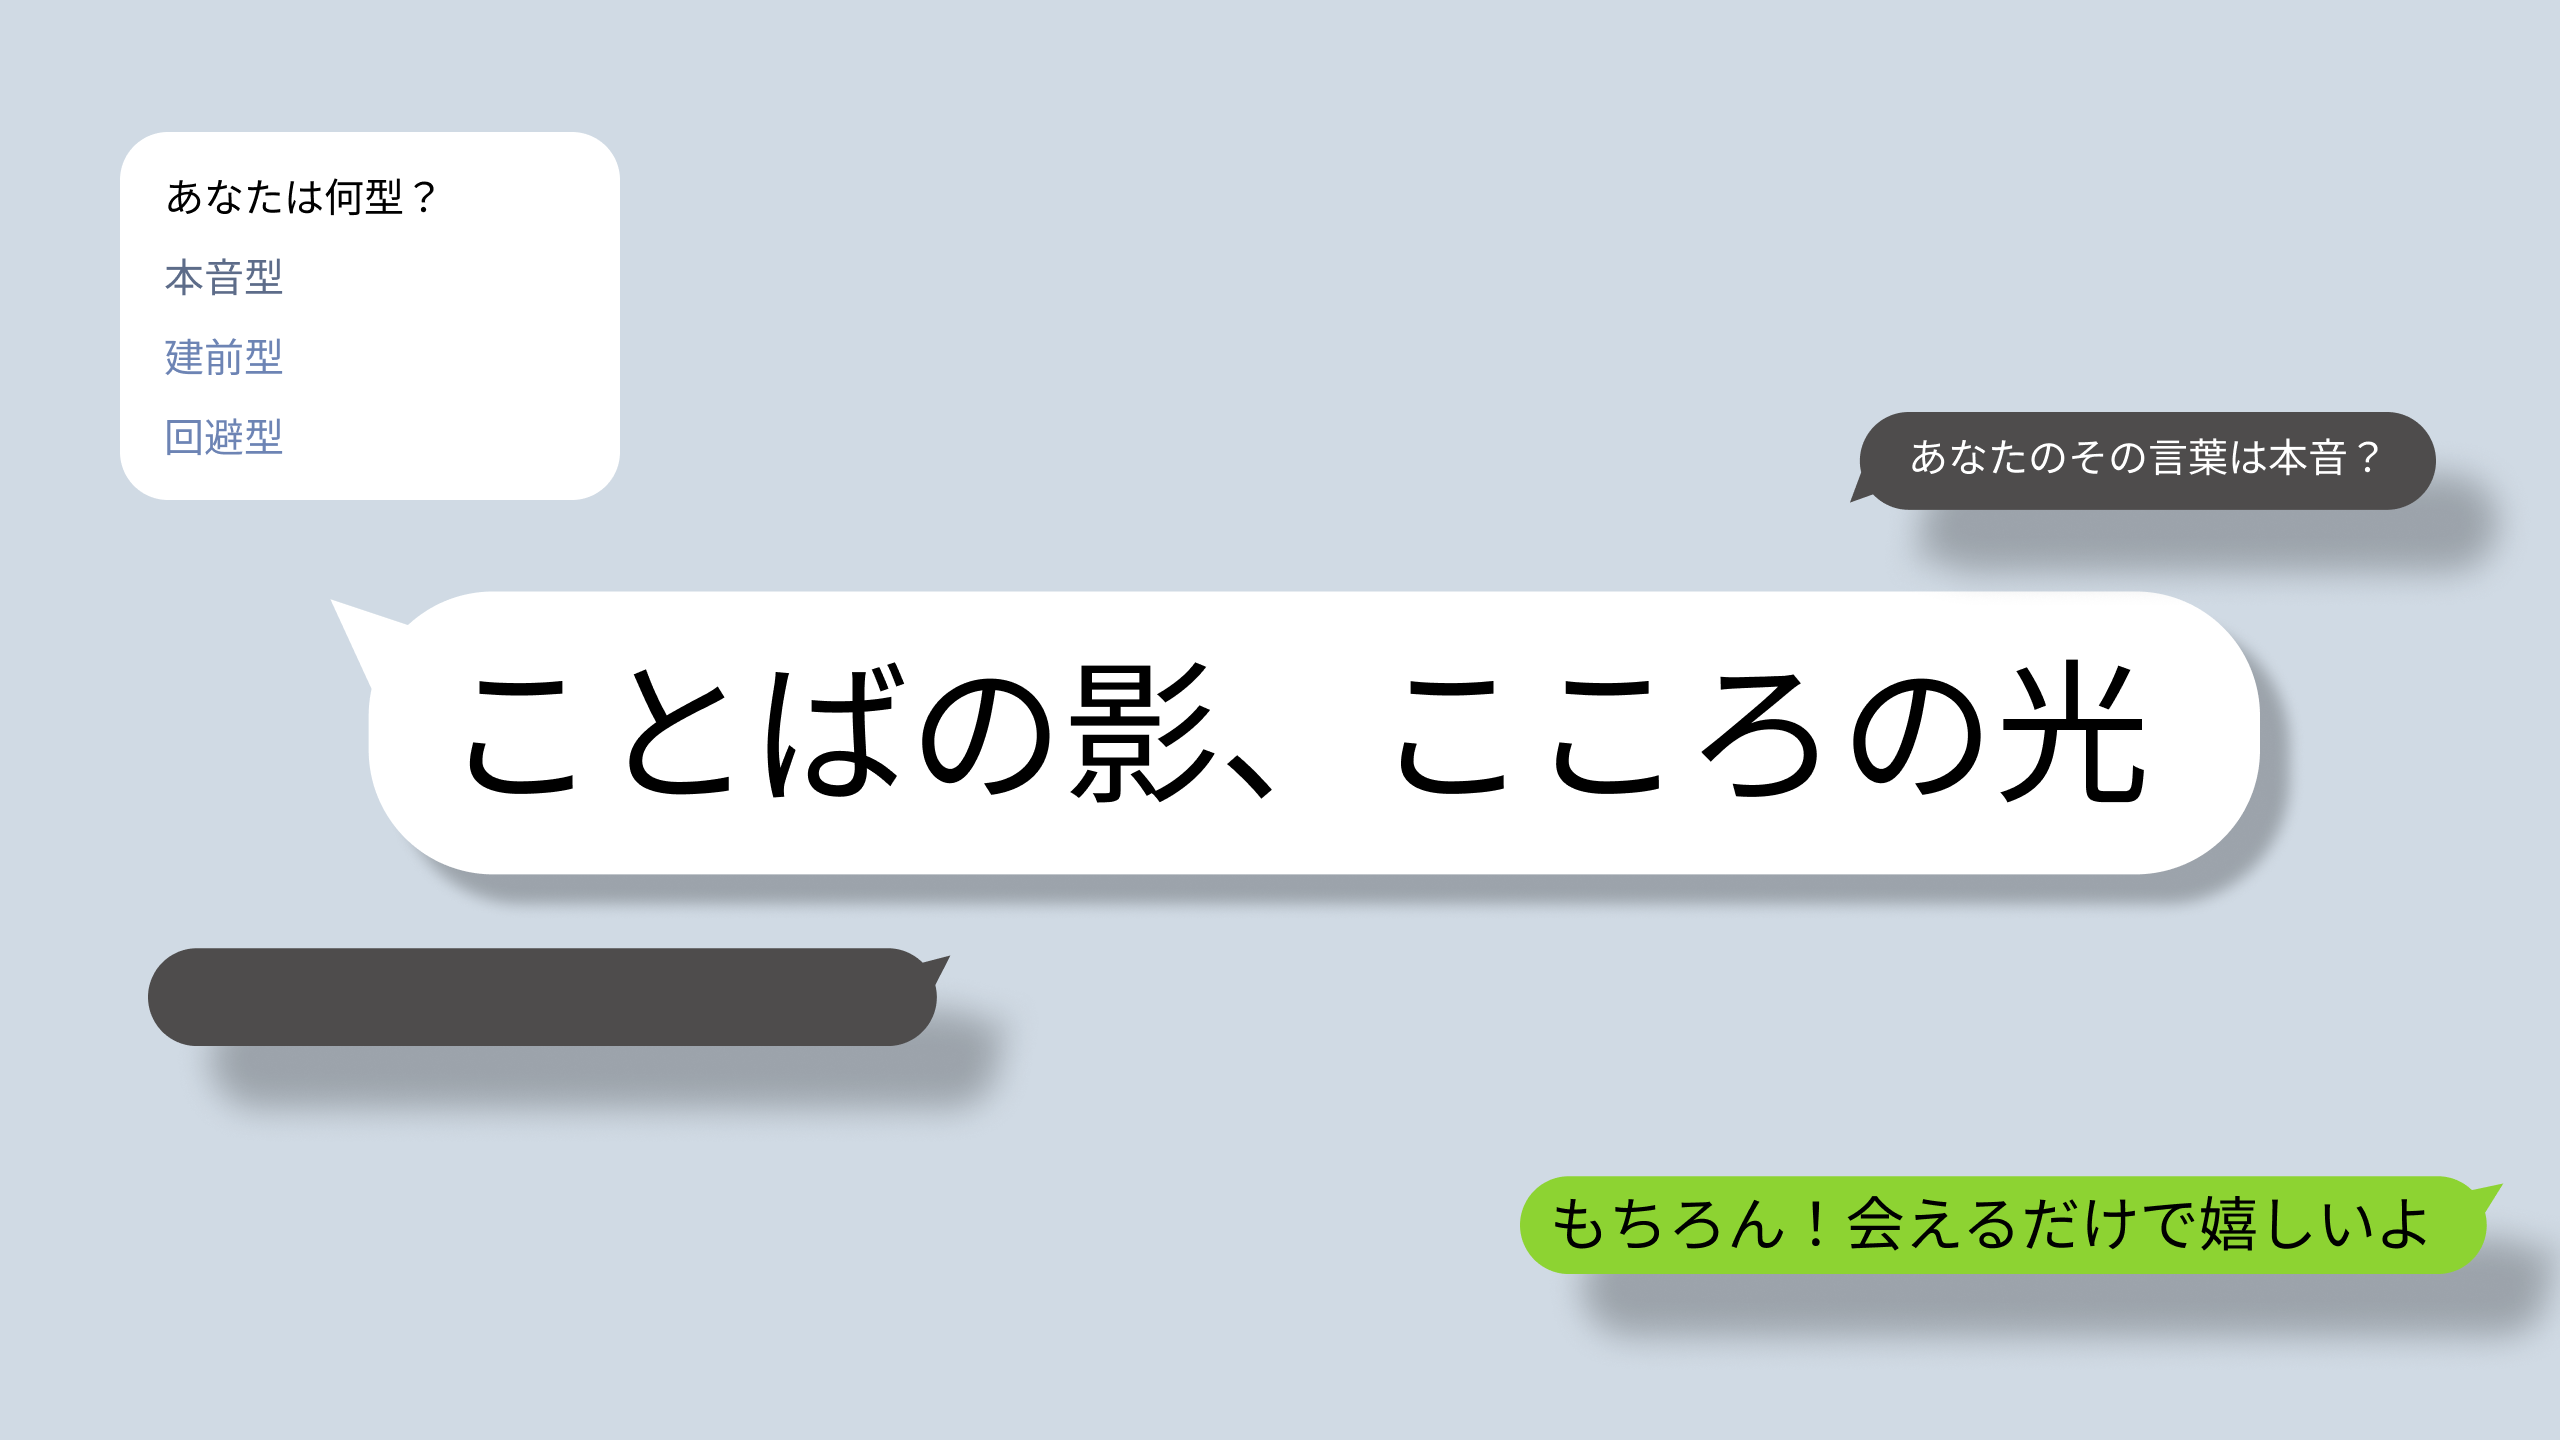 あなたは何型？
本音型
建前型
回避型
あなたのその言葉は本音？
ことばの影、こころの光
もちろん！会えるだけで嬉しいよ